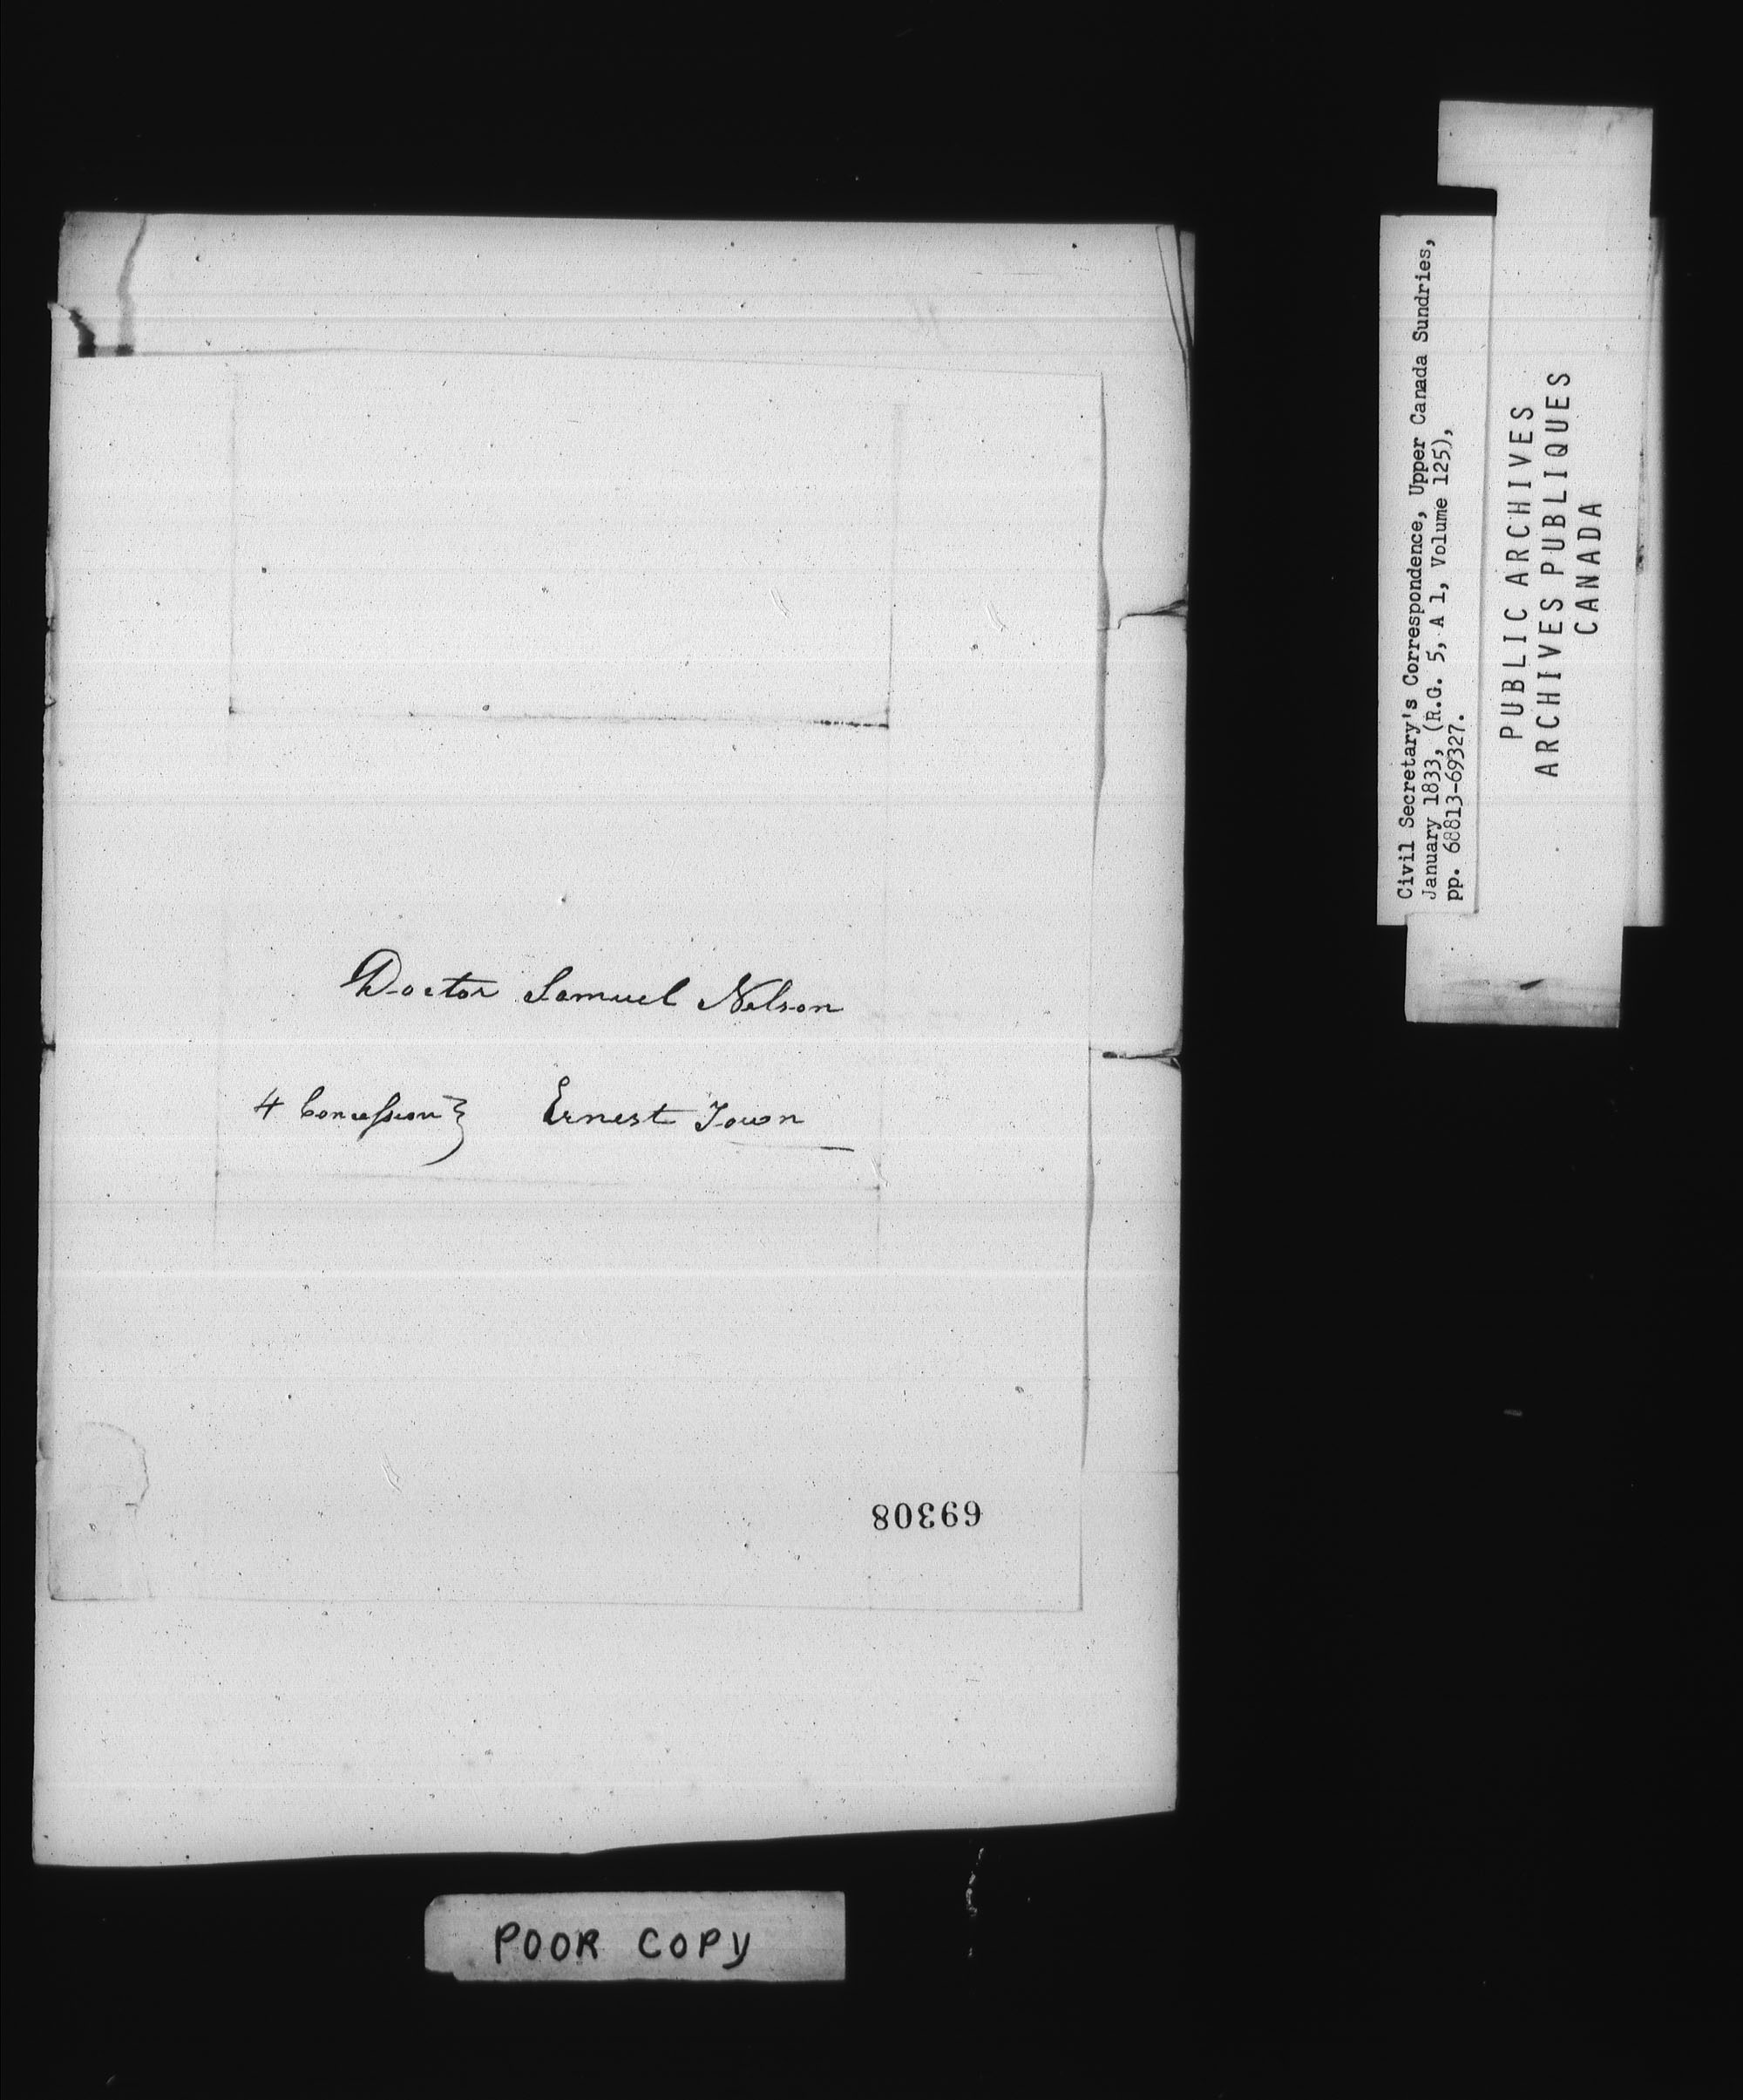 Doctor Samuel Nelson
4 Concession } Ernest Town
69308
POOR COPY
Civil Secretary's Correspondence, Upper Canada Sundries,
January 1833, (R.G. 5, A 1, Volume 125),
pp. 68813-69327.
PUBLIC ARCHIVES
ARCHIVES PUBLIQUES
CANADA